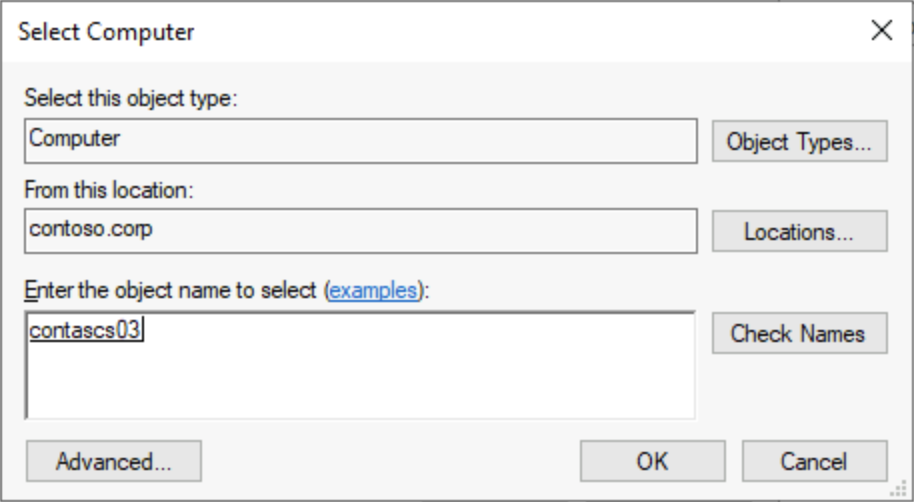 Select Computer
Select this object type:
Computer
Object Types...
From this location:
contoso.corp
Locations...
Enter the object name to select (examples):
contascs03
Check Names
Advanced...
OK
Cancel